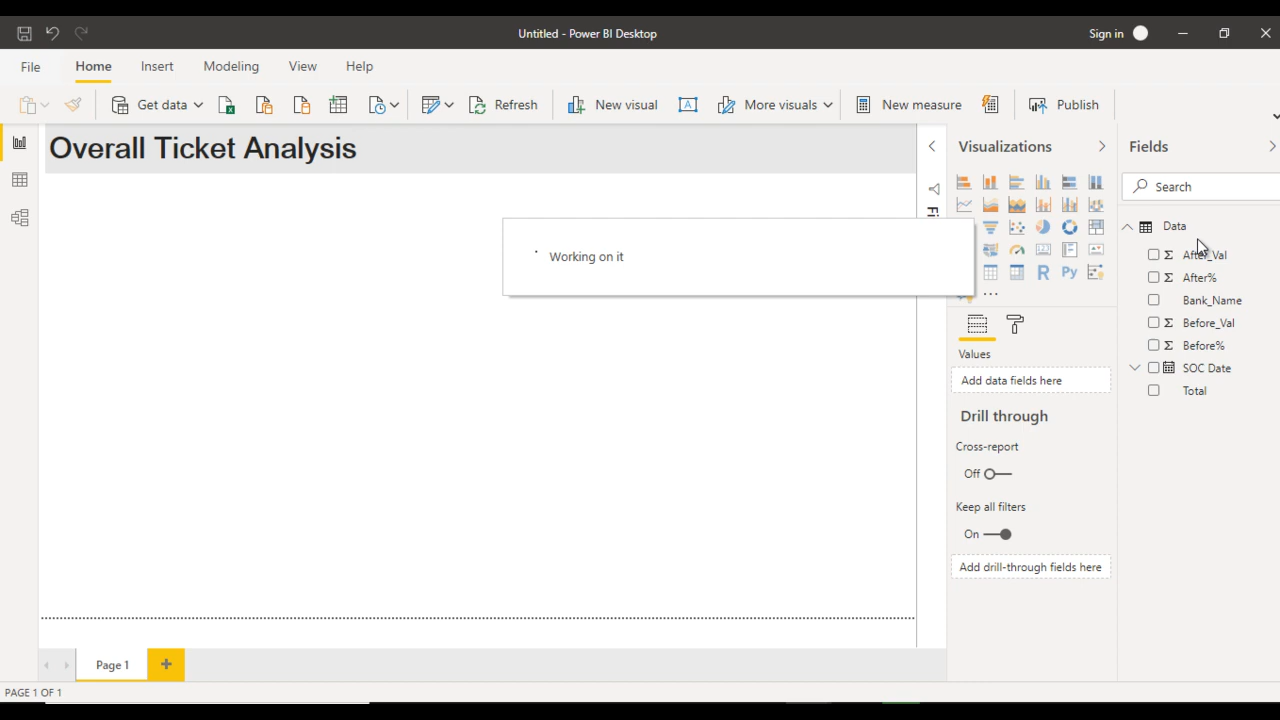 Untitled - Power BI Desktop
Sign in
File
Home
Insert
Modeling
View
Help
Get data
Refresh
New visual
More visuals
New measure
Publish
Overall Ticket Analysis
Visualizations
Fields
Search
Data
Working on it
After_Val
After%
Bank_Name
Before_Val
Before%
SOC Date
Total
R
Py
Values
Add data fields here
Drill through
Cross-report
Off
Keep all filters
On
Add drill-through fields here
Page 1
PAGE 1 OF 1